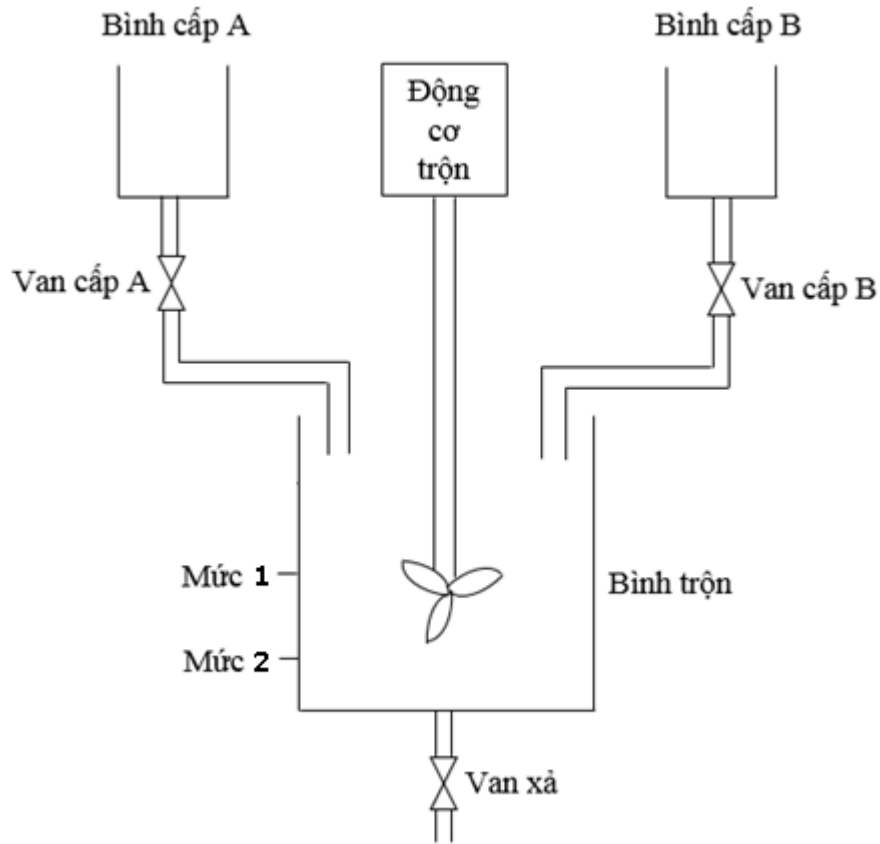 Bình cấp A
Bình cấp B
Động
cơ
trộn
Van cấp A
Van cấp B
Mức 1
Bình trộn
Mức 2
Van xả